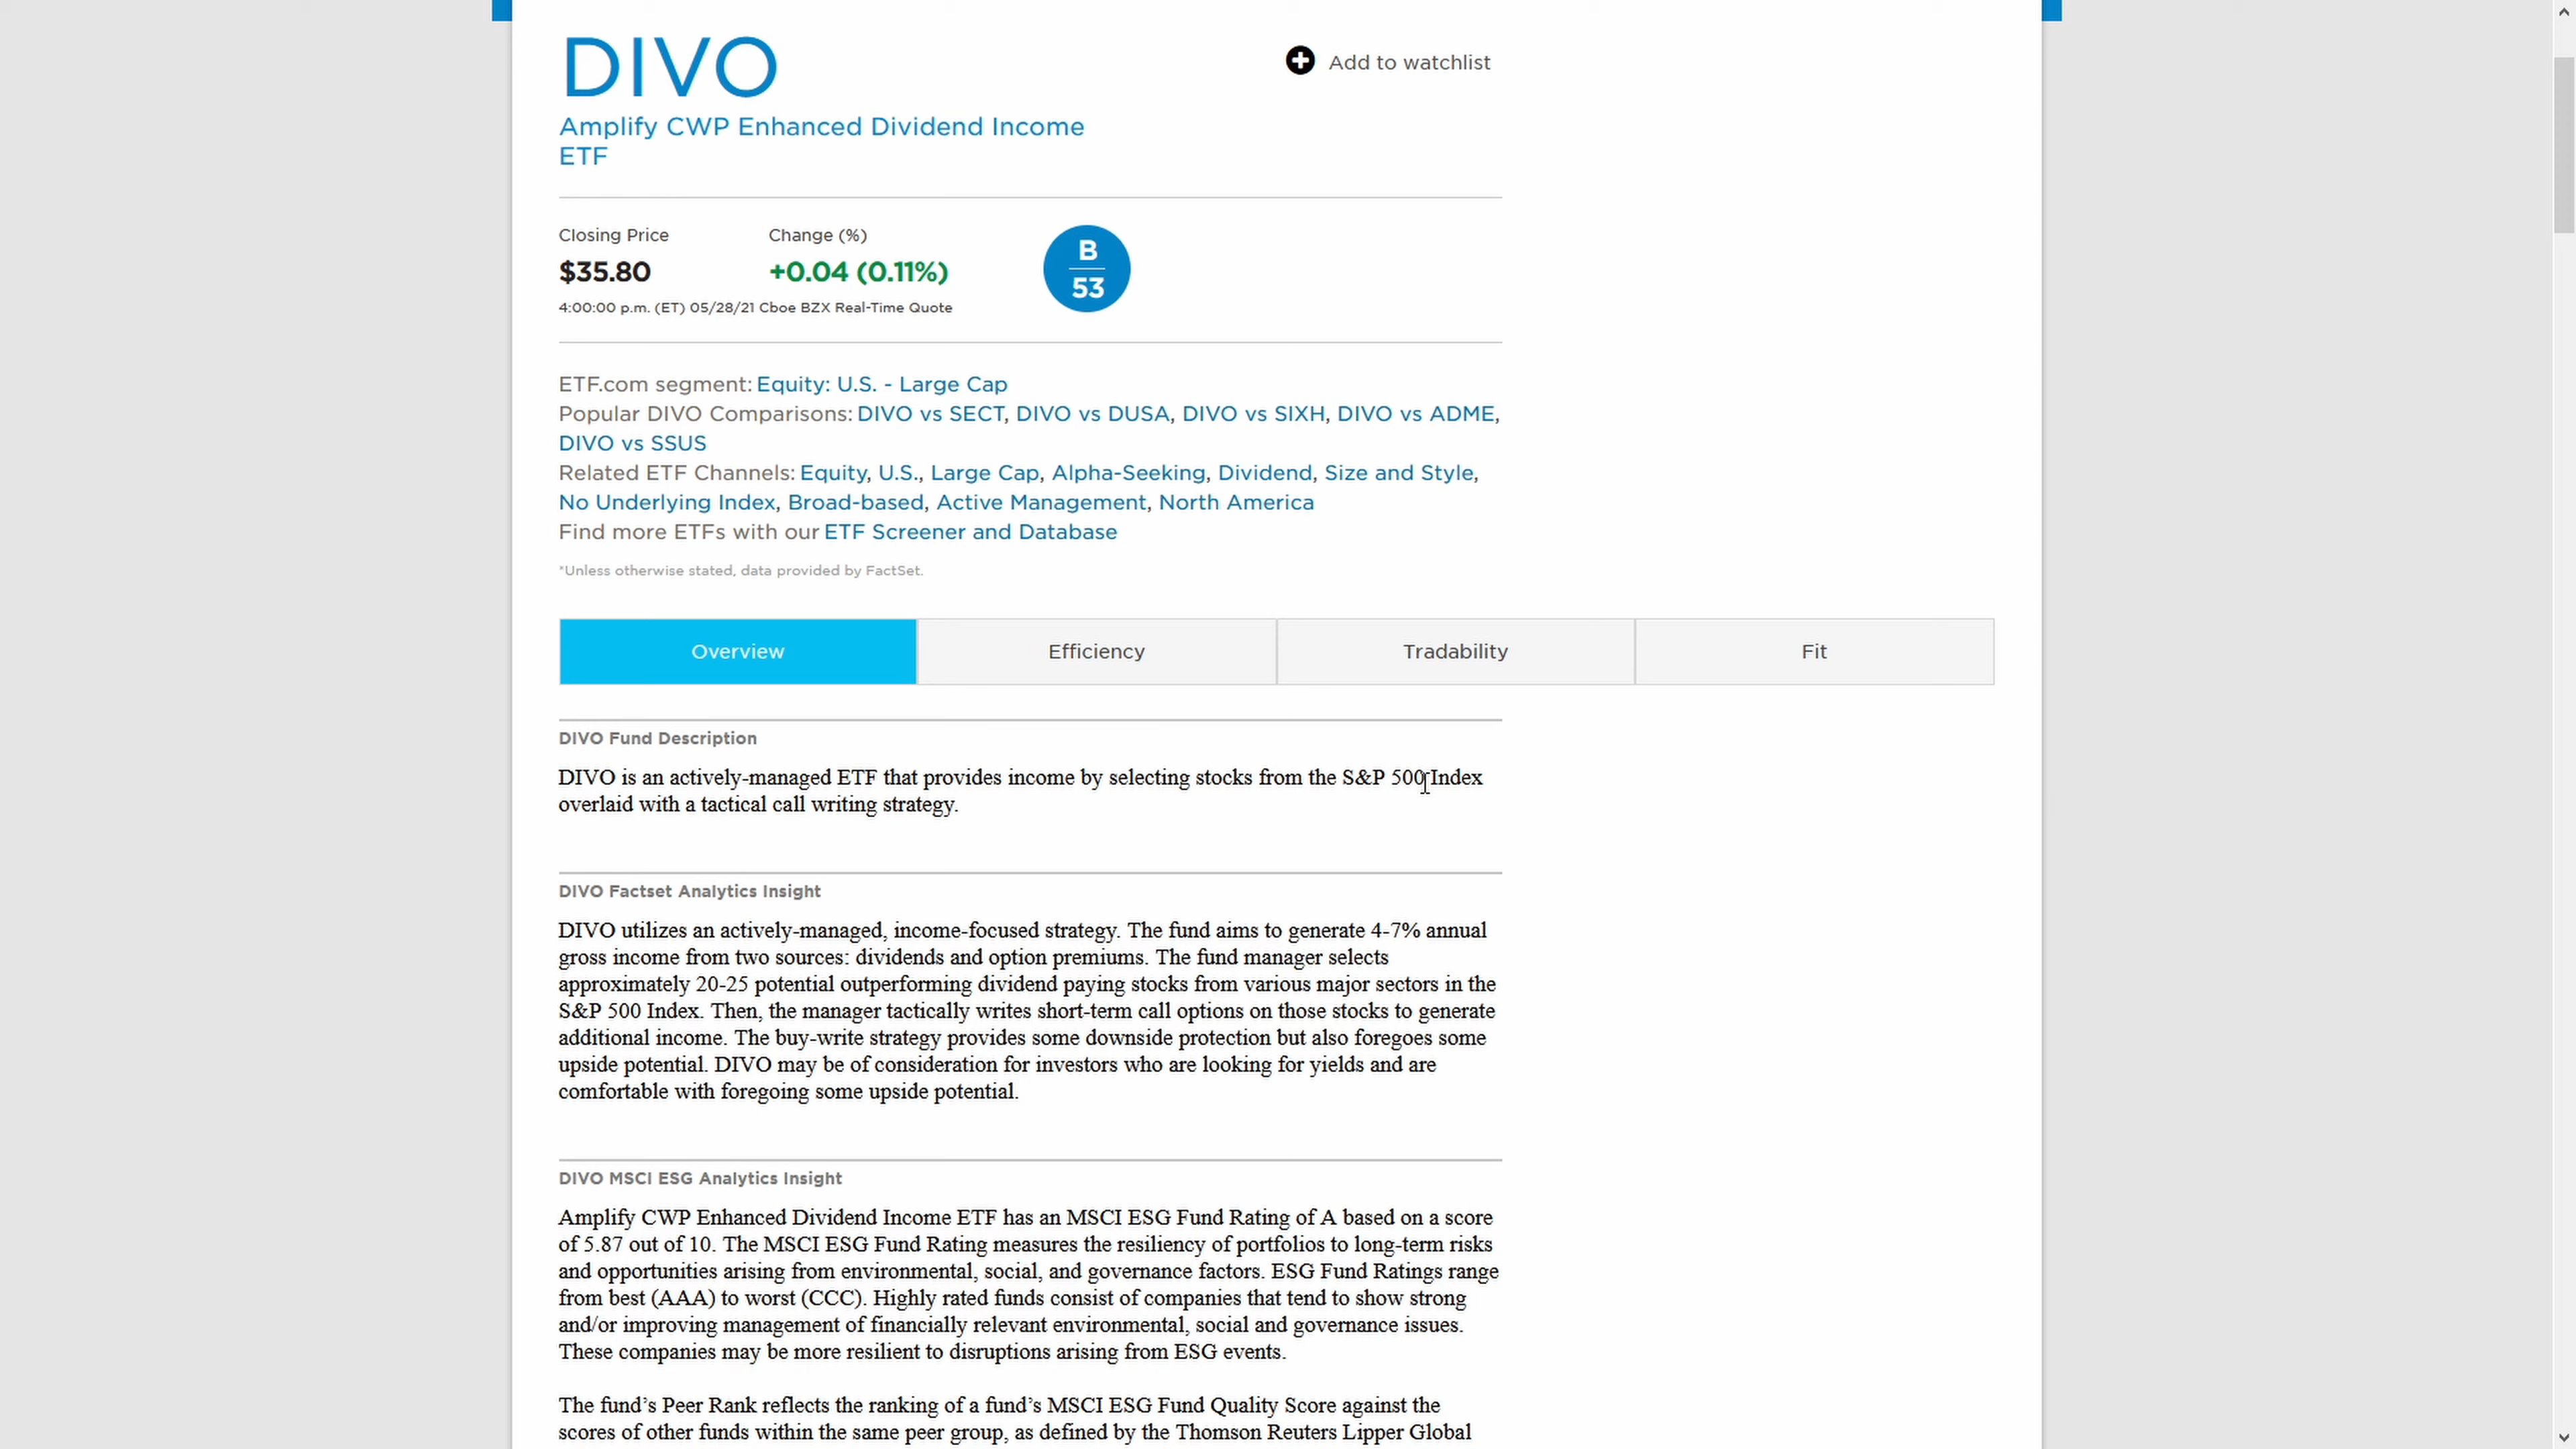 DIVO
Add to watchlist
Amplify CWP Enhanced Dividend Income
ETF
Closing Price
Change (%)
B
$35.80
+0.04 (0.11%)
53
4:00:00 p.m. (ET) 05/28/21 Cboe BZX Real-Time Quote
ETF.com segment: Equity: U.S. - Large Cap
Popular DIVO Comparisons: DIVO vs SECT, DIVO vs DUSA, DIVO vs SIXH, DIVO vs ADME,
DIVO vs SSUS
Related ETF Channels: Equity, U.S., Large Cap, Alpha-Seeking, Dividend, Size and Style,
No Underlying Index, Broad-based, Active Management, North America
Find more ETFs with our ETF Screener and Database
*Unless otherwise stated, data provided by FactSet.
Overview
Efficiency
Tradability
Fit
DIVO Fund Description
DIVO is an actively-managed ETF that provides income by selecting stocks from the S&P 500 Index
overlaid with a tactical call writing strategy.
DIVO Factset Analytics Insight
DIVO utilizes an actively-managed, income-focused strategy. The fund aims to generate 4-7% annual
gross income from two sources: dividends and option premiums. The fund manager selects
approximately 20-25 potential outperforming dividend paying stocks from various major sectors in the
S&P 500 Index. Then, the manager tactically writes short-term call options on those stocks to generate
additional income. The buy-write strategy provides some downside protection but also foregoes some
upside potential. DIVO may be of consideration for investors who are looking for yields and are
comfortable with foregoing some upside potential.
DIVO MSCI ESG Analytics Insight
Amplify CWP Enhanced Dividend Income ETF has an MSCI ESG Fund Rating of A based on a score
of 5.87 out of 10. The MSCI ESG Fund Rating measures the resiliency of portfolios to long-term risks
and opportunities arising from environmental, social, and governance factors. ESG Fund Ratings range
from best (AAA) to worst (CCC). Highly rated funds consist of companies that tend to show strong
and/or improving management of financially relevant environmental, social and governance issues.
These companies may be more resilient to disruptions arising from ESG events.
The fund’s Peer Rank reflects the ranking of a fund’s MSCI ESG Fund Quality Score against the
scores of other funds within the same peer group, as defined by the Thomson Reuters Lipper Global